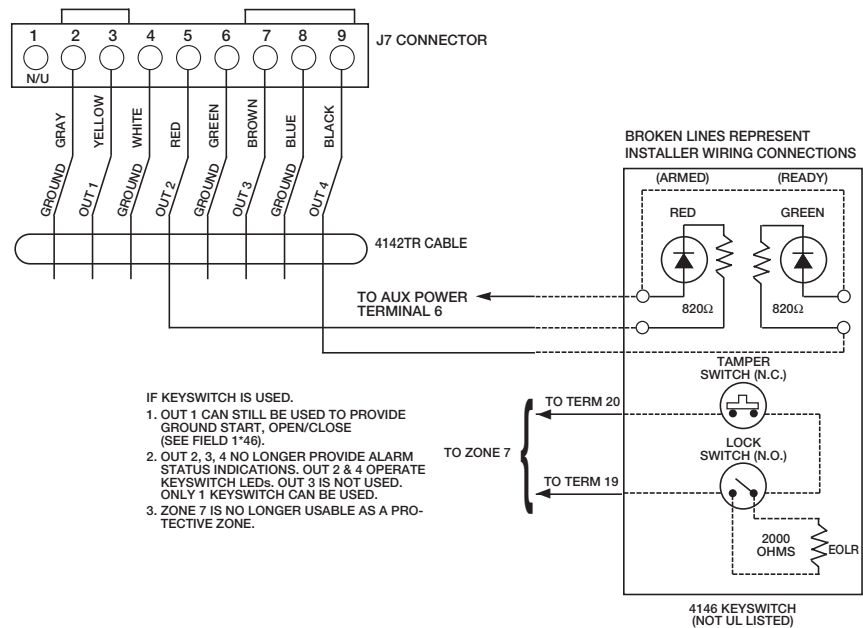 1 2 3 4 5 6 7 8 9
J7 CONNECTOR
N/U
GRAY
YELLOW
WHITE
RED
GREEN
BROWN
BLUE
BLACK
GROUND
OUT 1
GROUND
OUT 2
GROUND
OUT 3
GROUND
OUT 4
4142TR CABLE
BROKEN LINES REPRESENT
INSTALLER WIRING CONNECTIONS
(ARMED) (READY)
RED GREEN
820Ω 820Ω
TO AUX POWER
TERMINAL 6
TAMPER
SWITCH (N.C.)
TO TERM 20
LOCK
SWITCH (N.O.)
TO ZONE 7
TO TERM 19
2000
OHMS
EOLR
4146 KEYSWITCH
(NOT UL LISTED)
IF KEYSWITCH IS USED.
1. OUT 1 CAN STILL BE USED TO PROVIDE
GROUND START, OPEN/CLOSE
(SEE FIELD 1*46).
2. OUT 2, 3, 4 NO LONGER PROVIDE ALARM
STATUS INDICATIONS. OUT 2 & 4 OPERATE
KEYSWITCH LEDs. OUT 3 IS NOT USED.
ONLY 1 KEYSWITCH CAN BE USED.
3. ZONE 7 IS NO LONGER USABLE AS A PRO-
TECTIVE ZONE.